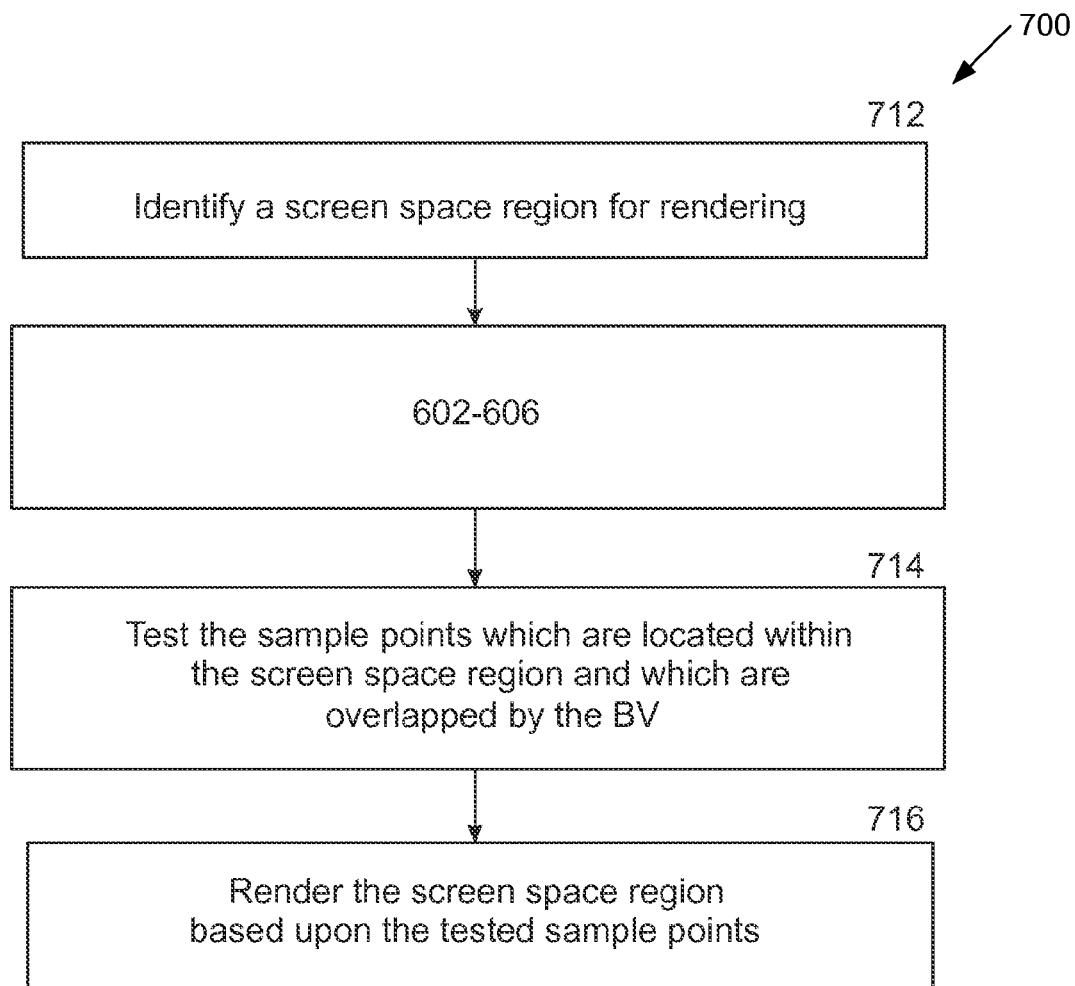 700
712
Identify a screen space region for rendering
602-606
714
Test the sample points which are located within
the screen space region and which are
overlapped by the BV
716
Render the screen space region
based upon the tested sample points